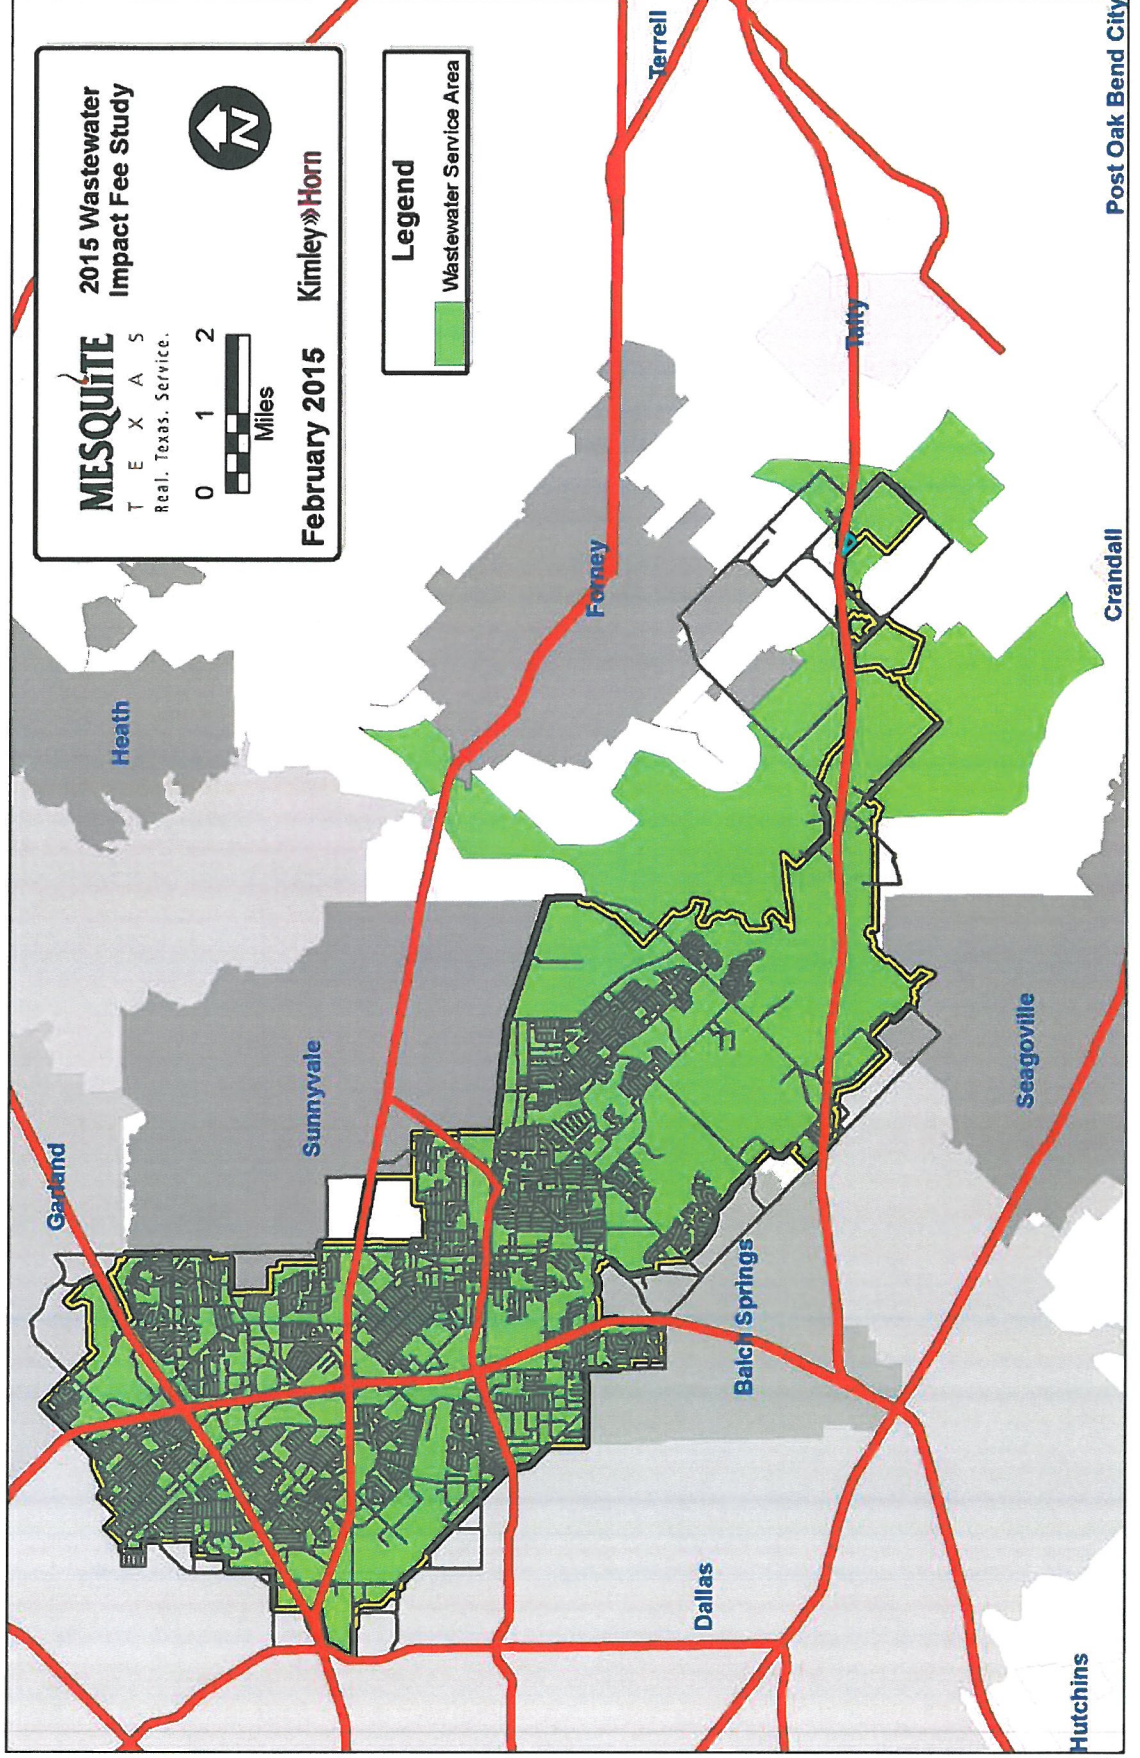 MESQUITE
T E X A S
Real. Texas. Service.
2015 Wastewater
Impact Fee Study
0 1 2
Miles
N
February 2015
Kimley»Horn
Legend
Wastewater Service Area
Garland
Heath
Sunnyvale
Forney
Terrell
Dallas
Balch Springs
Talty
Seagoville
Hutchins
Crandall
Post Oak Bend City